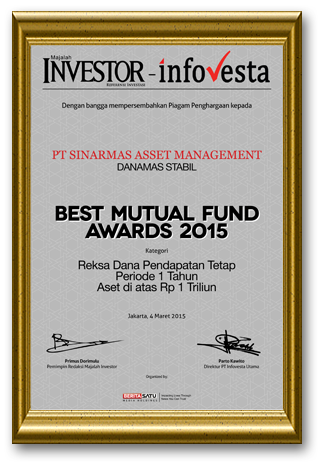 Majalah
INVESTOR - infovesta
REFERENSI INVESTASI
Dengan bangga mempersembahkan Piagam Penghargaan kepada
PT SINARMAS ASSET MANAGEMENT
DANAMAS STABIL
BEST MUTUAL FUND
AWARDS 2015
Kategori
Reksa Dana Pendapatan Tetap
Periode 1 Tahun
Aset di atas Rp 1 Triliun
Jakarta, 4 Maret 2015
Primus Dorimulu
Pemimpin Redaksi Majalah Investor
Parto Kawito
Direktur PT Infovesta Utama
Organized by:
BERITA SATU
MEDIA HOLDINGS